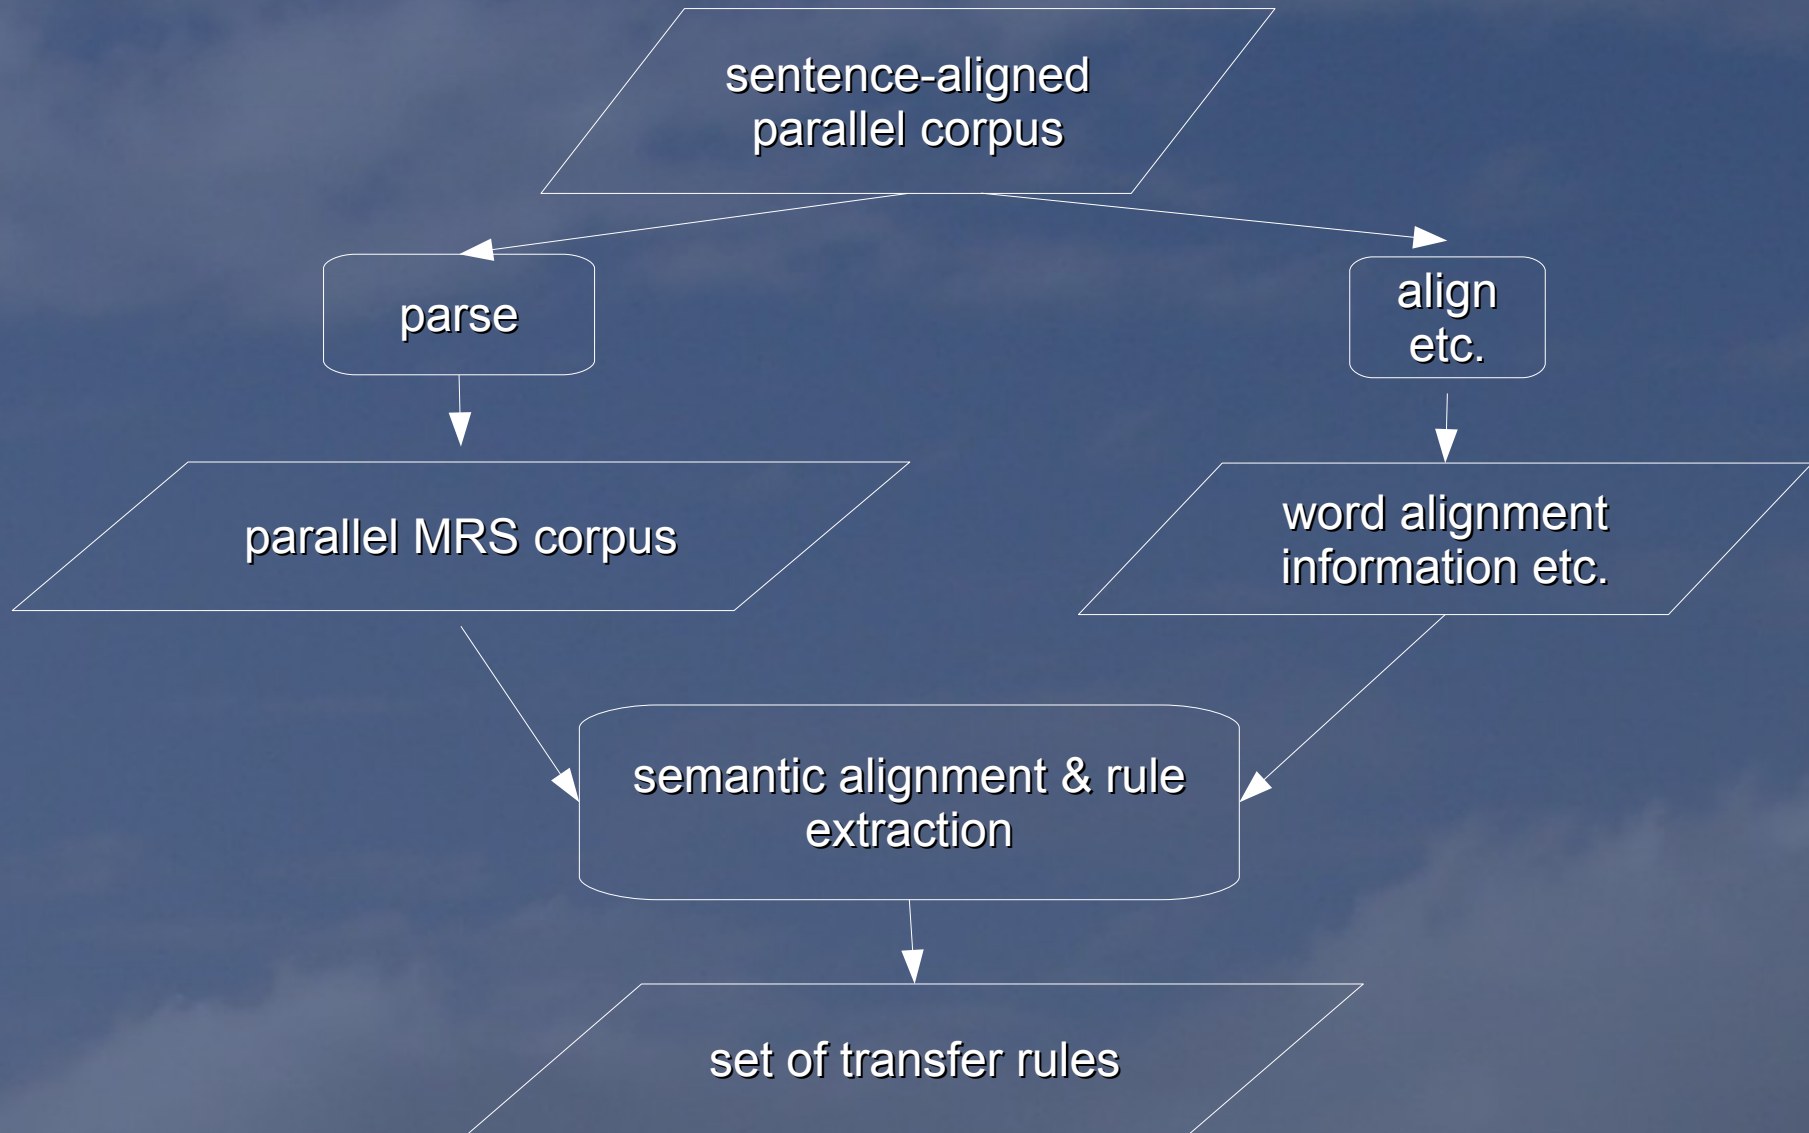 sentence-aligned
parallel corpus
parse
align
etc.
parallel MRS corpus
word alignment
information etc.
semantic alignment & rule
extraction
set of transfer rules